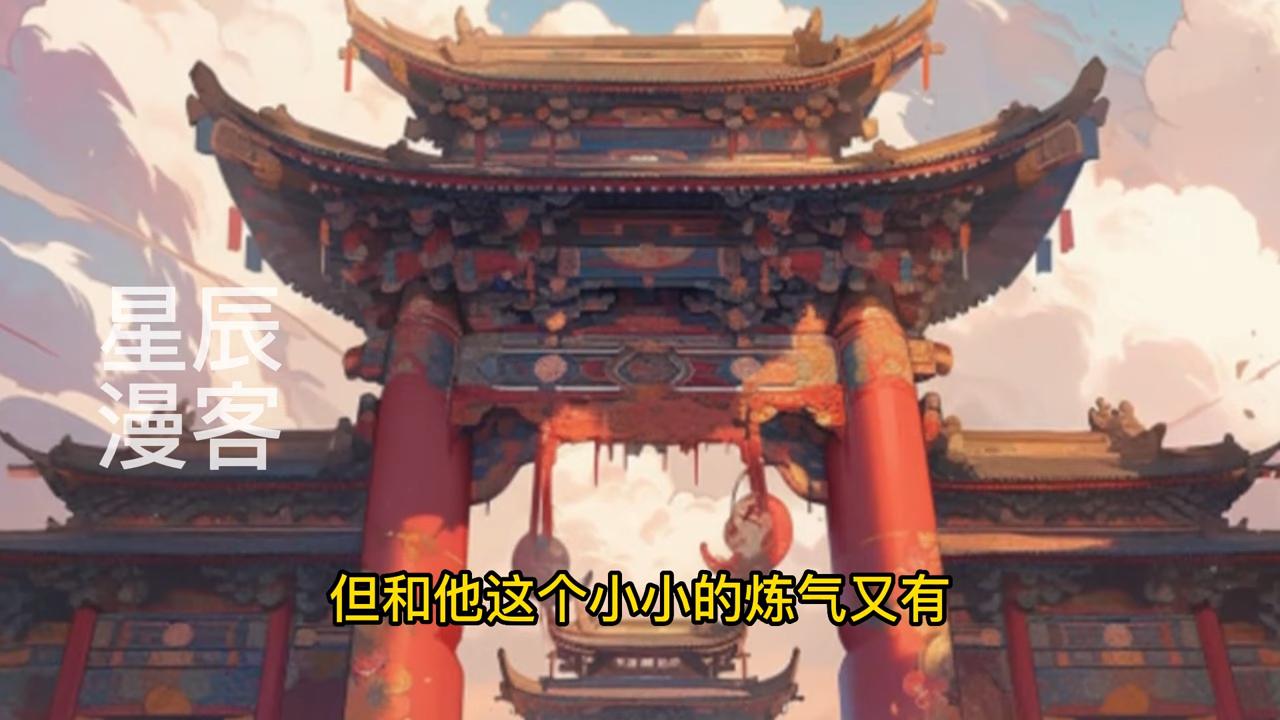 星辰
漫客
但和他这个小小的炼气又有